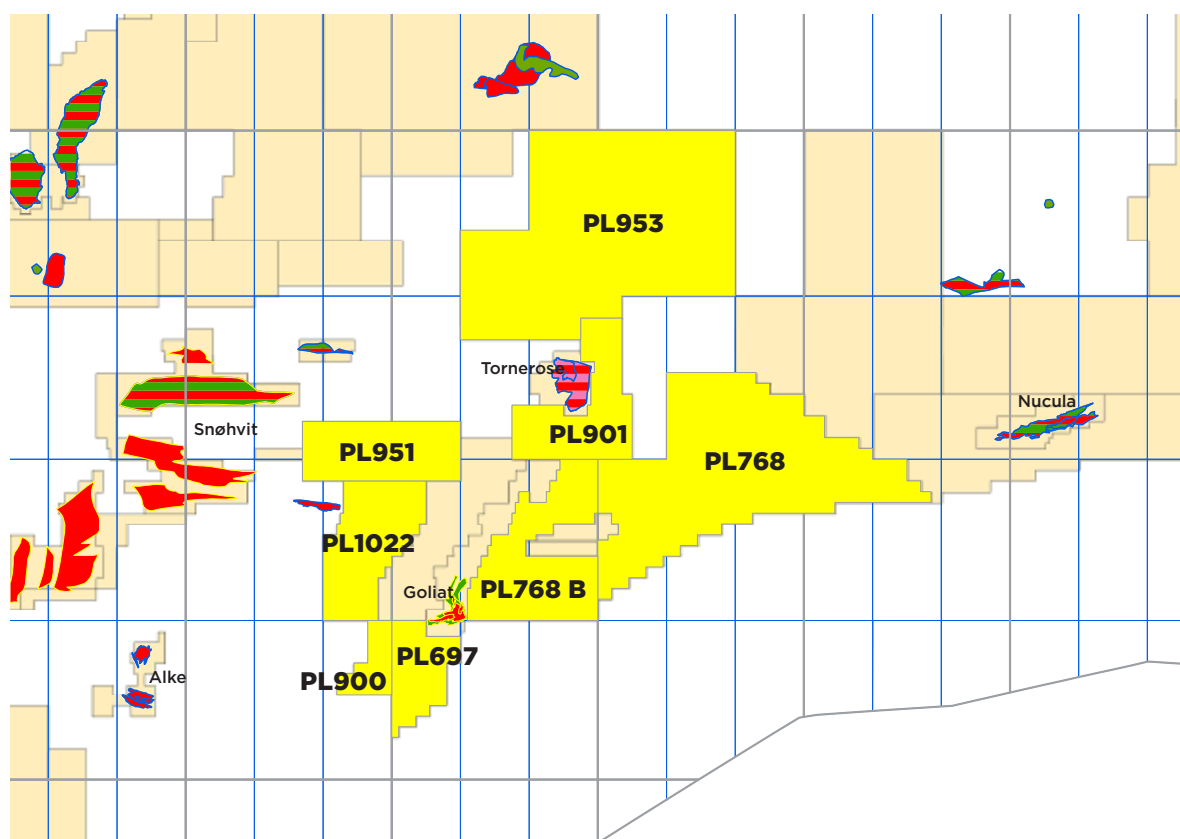 PL953
Tornerose
Nucula
Snøhvit
PL901
PL951
PL768
PL1022
Goliat
PL768 B
PL697
Alke
PL900